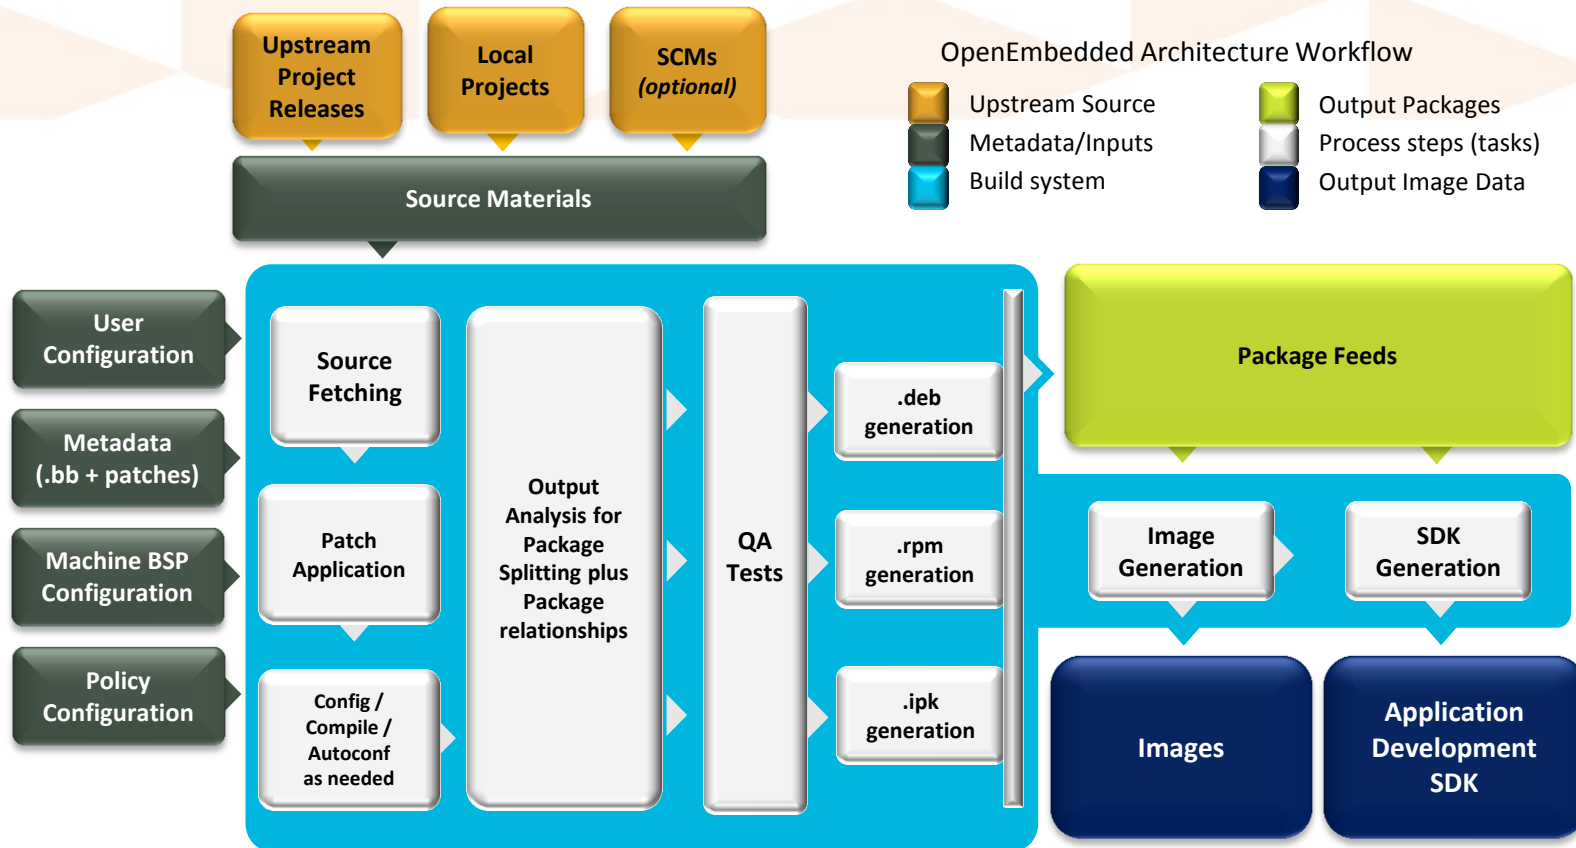 Upstream
Project
Releases
Local
Projects
SCMs
(optional)
OpenEmbedded Architecture Workflow
Upstream Source
Metadata/Inputs
Build system
Output Packages
Process steps (tasks)
Output Image Data
Source Materials
User
Configuration
Metadata
(.bb + patches)
Machine BSP
Configuration
Policy
Configuration
Source
Fetching
Patch
Application
Config /
Compile /
Autoconf
as needed
Output
Analysis for
Package
Splitting plus
Package
relationships
QA
Tests
.deb
generation
.rpm
generation
.ipk
generation
Package Feeds
Image
Generation
SDK
Generation
Images
Application
Development
SDK